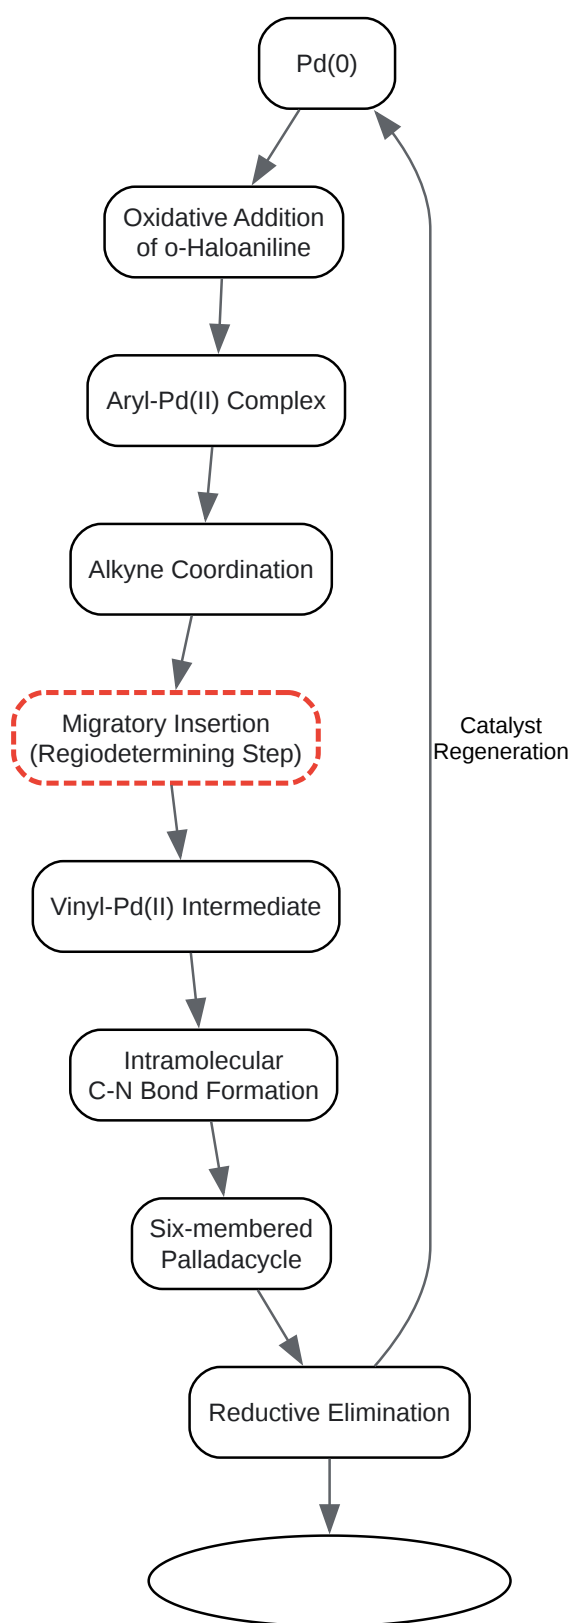 Pd(0)
Oxidative Addition
of o-Haloaniline
Aryl-Pd(II) Complex
Alkyne Coordination
Migratory Insertion
(Regiodetermining Step)
Catalyst
Regeneration
Vinyl-Pd(II) Intermediate
Intramolecular
C-N Bond Formation
Six-membered
Palladacycle
Reductive Elimination